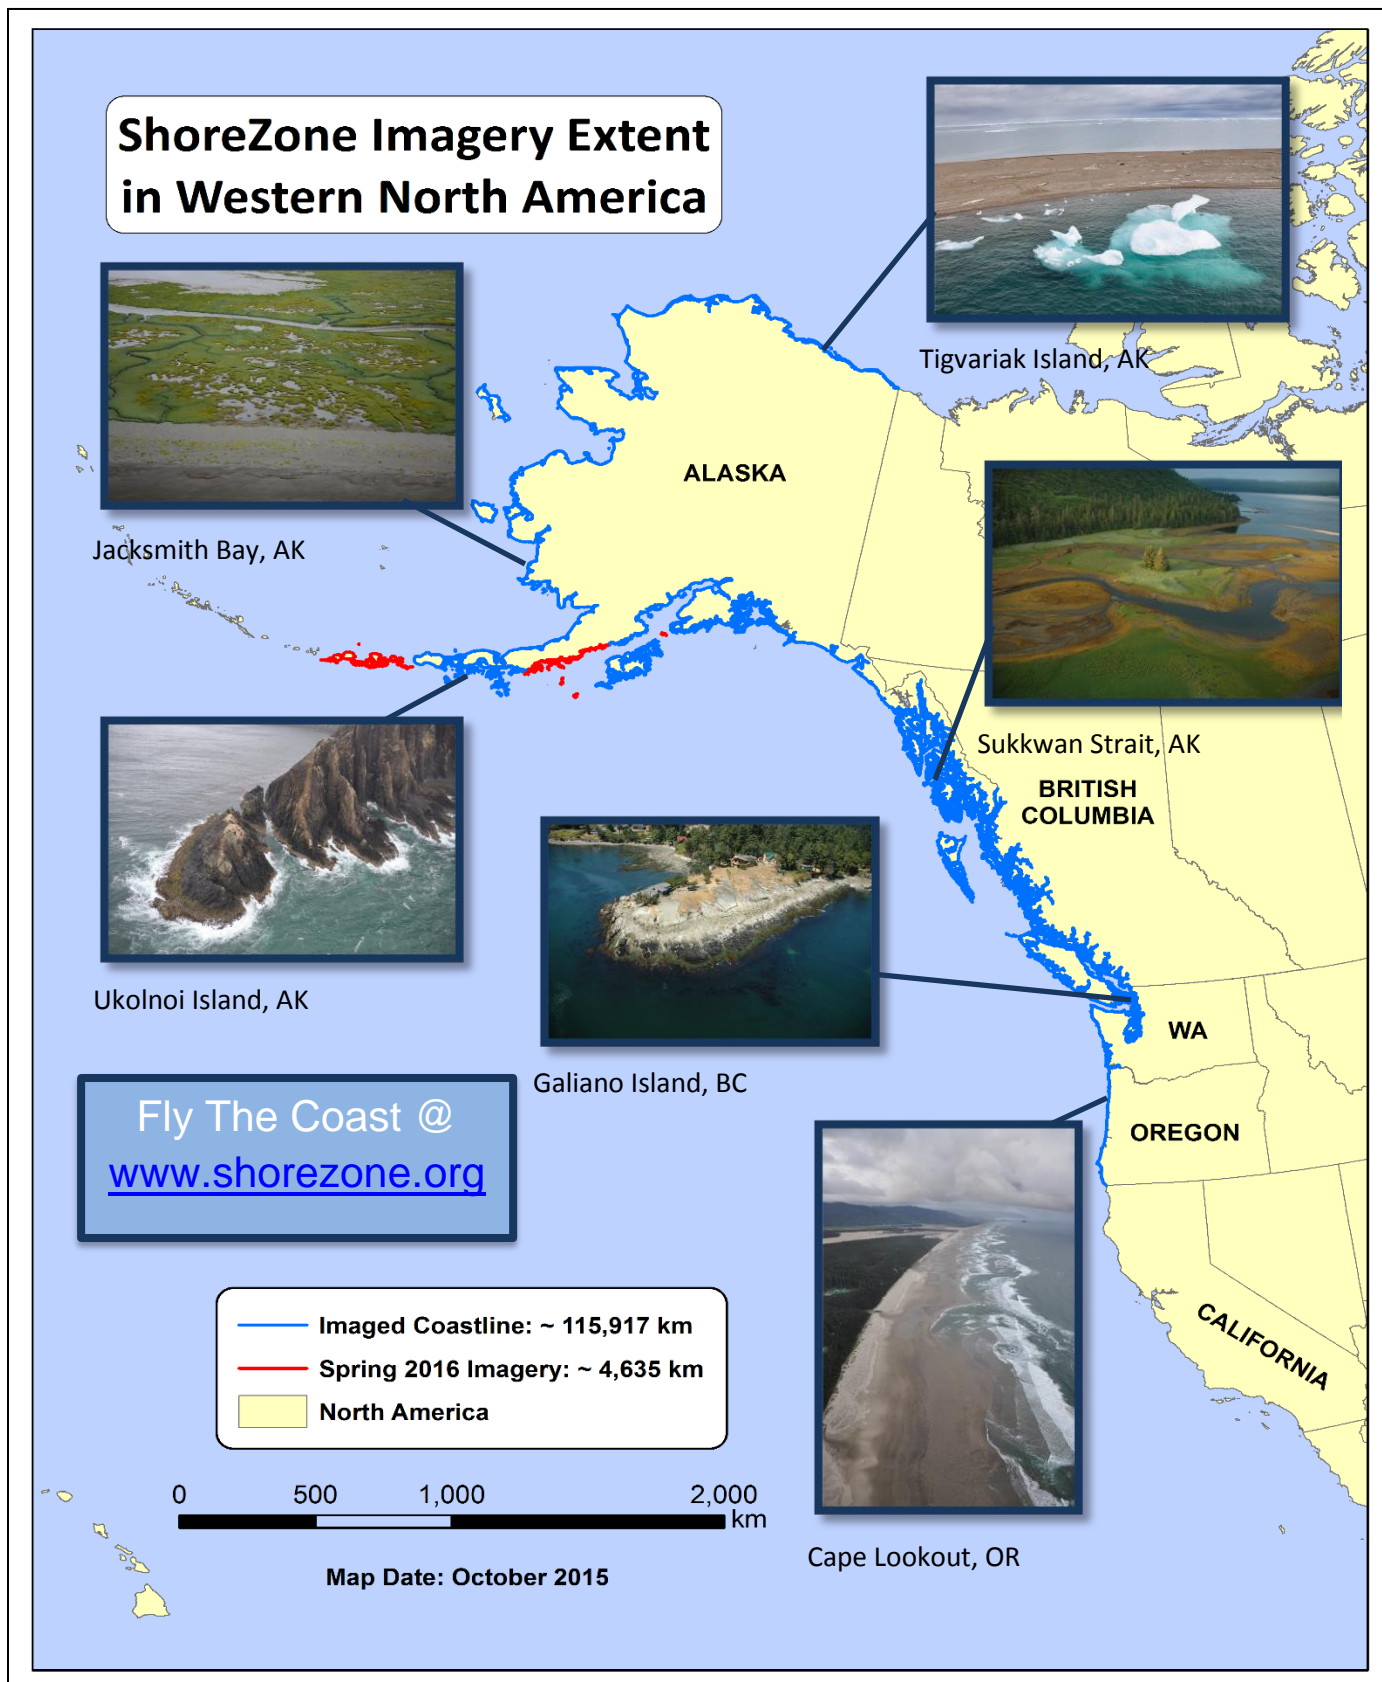 ShoreZone Imagery Extent
in Western North America
Tigvariak Island, AK
ALASKA
Jacksmith Bay, AK
Sukkwan Strait, AK
BRITISH
COLUMBIA
Ukolnoi Island, AK
WA
Galiano Island, BC
Fly The Coast @
www.shorezone.org
OREGON
CALIFORNIA
Imaged Coastline: ~ 115,917 km
Spring 2016 Imagery: ~ 4,635 km
North America
0 500 1,000 2,000
km
Cape Lookout, OR
Map Date: October 2015